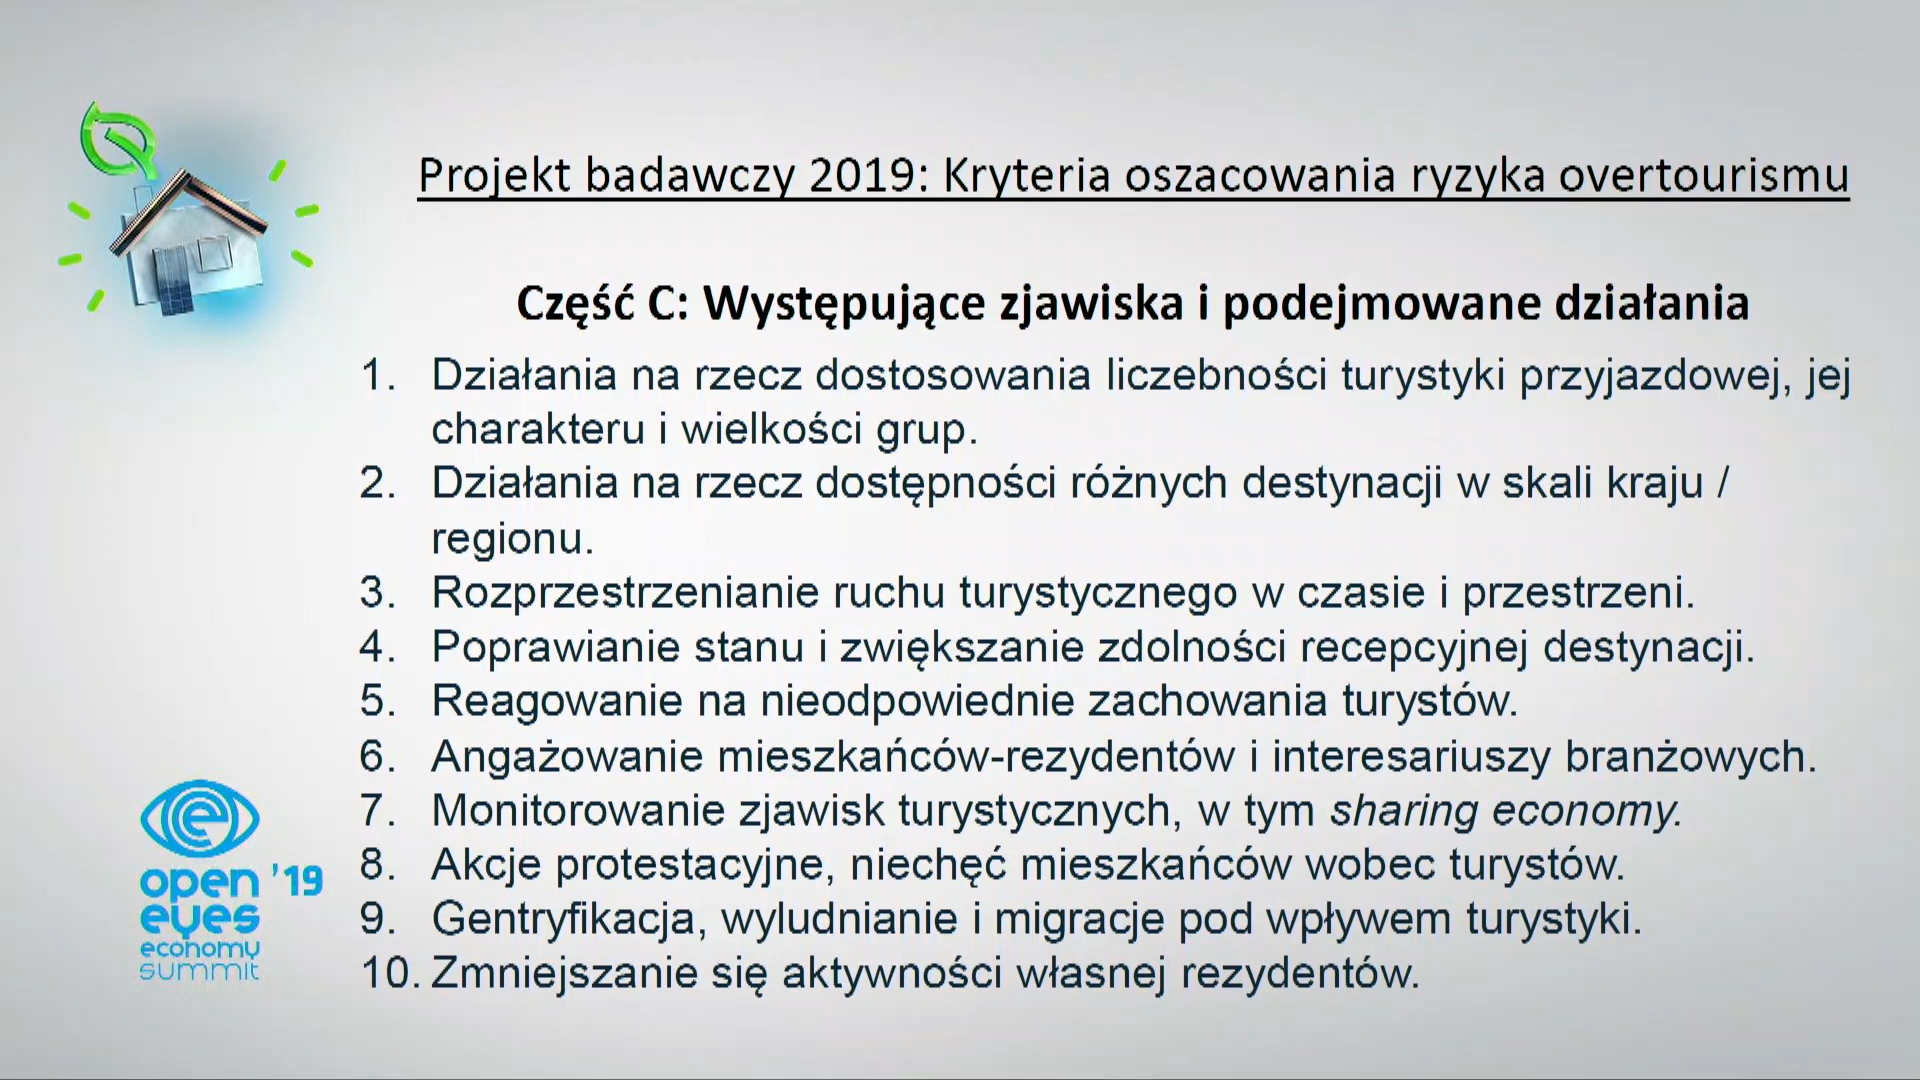 Projekt badawczy 2019: Kryteria oszacowania ryzyka overtourismu
Część C: Występujące zjawiska i podejmowane działania
1. Działania na rzecz dostosowania liczebności turystyki przyjazdowej, jej
charakteru i wielkości grup.
2. Działania na rzecz dostępności różnych destynacji w skali kraju /
regionu.
3. Rozprzestrzenianie ruchu turystycznego w czasie i przestrzeni.
4. Poprawianie stanu i zwiększanie zdolności recepcyjnej destynacji.
5. Reagowanie na nieodpowiednie zachowania turystów.
6. Angażowanie mieszkańców-rezydentów i interesariuszy branżowych.
7. Monitorowanie zjawisk turystycznych, w tym sharing economy.
8. Akcje protestacyjne, niechęć mieszkańców wobec turystów.
9. Gentryfikacja, wyludnianie i migracje pod wpływem turystyki.
10. Zmniejszanie się aktywności własnej rezydentów.
open '19
eyes
economy
summit